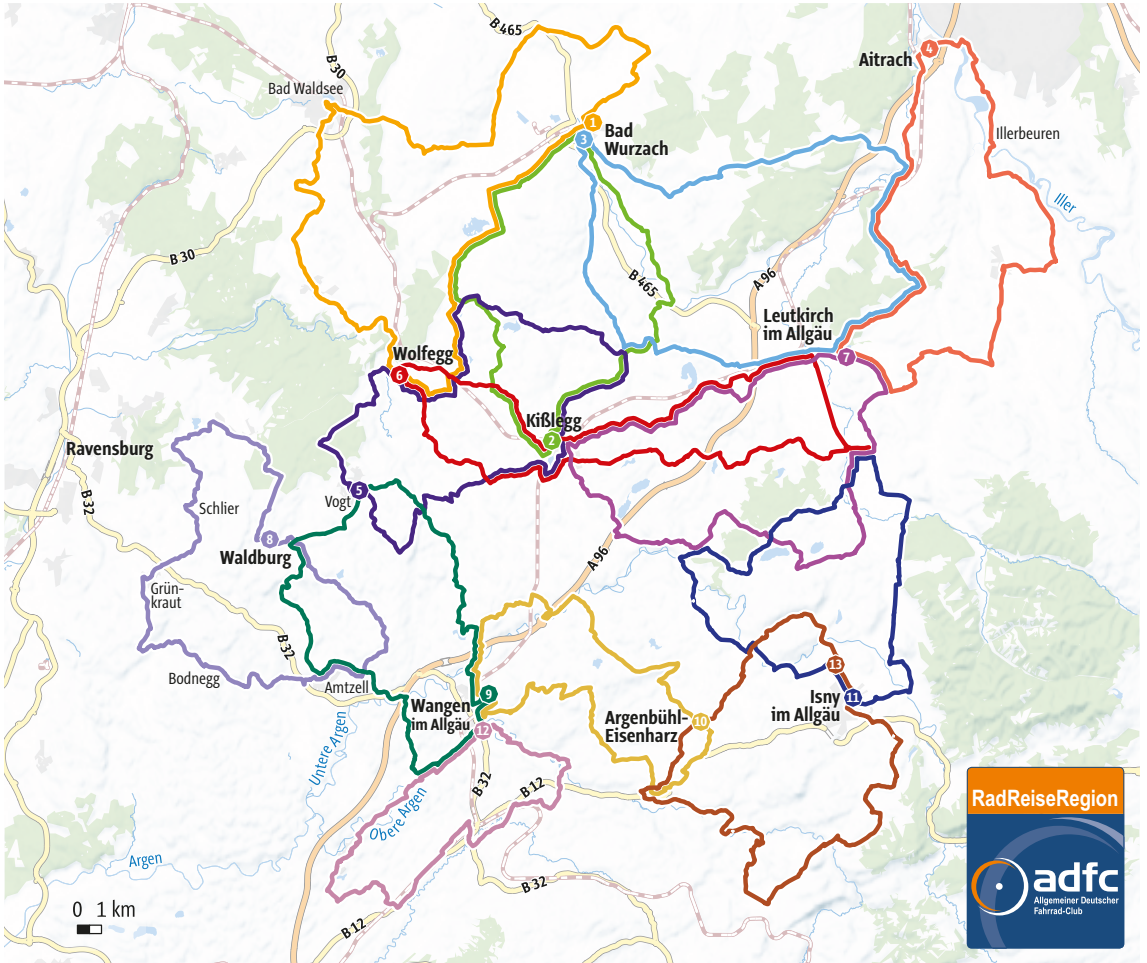 B 465
B 30
Bad Waldsee
Aitrach
4
1
Bad
Wurzach
3
Illerbeuren
Iller
B 30
B 465
A 96
Leutkirch
im Allgäu
7
Wolfegg
6
Kißlegg
2
Ravensburg
B 32
Vogt
5
Schlier
8
Waldburg
A 96
Grün-
kraut
B 32
Bodnegg
Amtzell
9
Wangen
im Allgäu
12
Argenbühl-
Eisenharz
10
13
Isny
im Allgäu
11
Untere Argen
Obere Argen
B 32
B 12
Argen
B 32
B 12
0 1 km
RadReiseRegion
adfc
Allgemeiner Deutscher
Fahrrad-Club